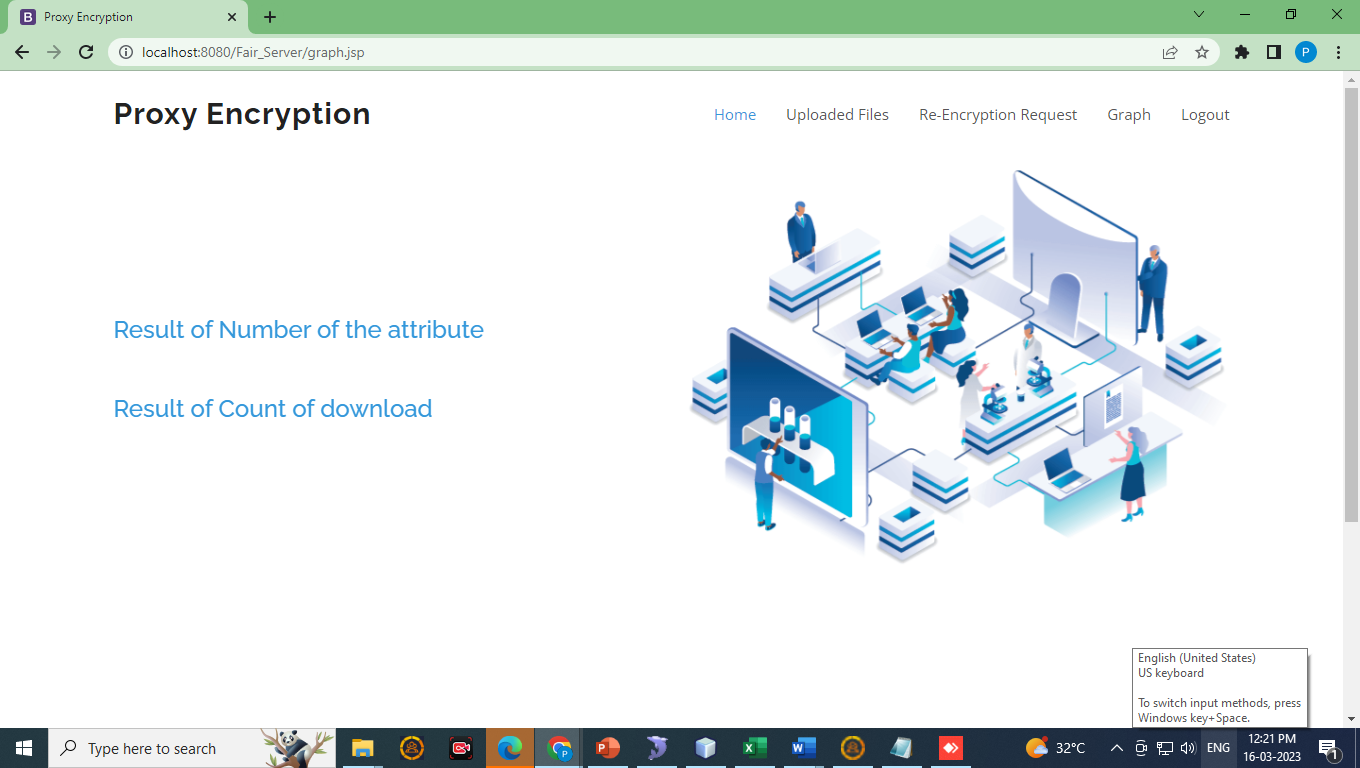 Proxy Encryption
localhost:8080/Fair_Server/graph.jsp
P
Proxy Encryption
Home Uploaded Files Re-Encryption Request Graph Logout
Result of Number of the attribute
Result of Count of download
English (United States)
US keyboard
To switch input methods, press
Windows key+Space.
Type here to search
32°C
ENG
12:21 PM
16-03-2023
1